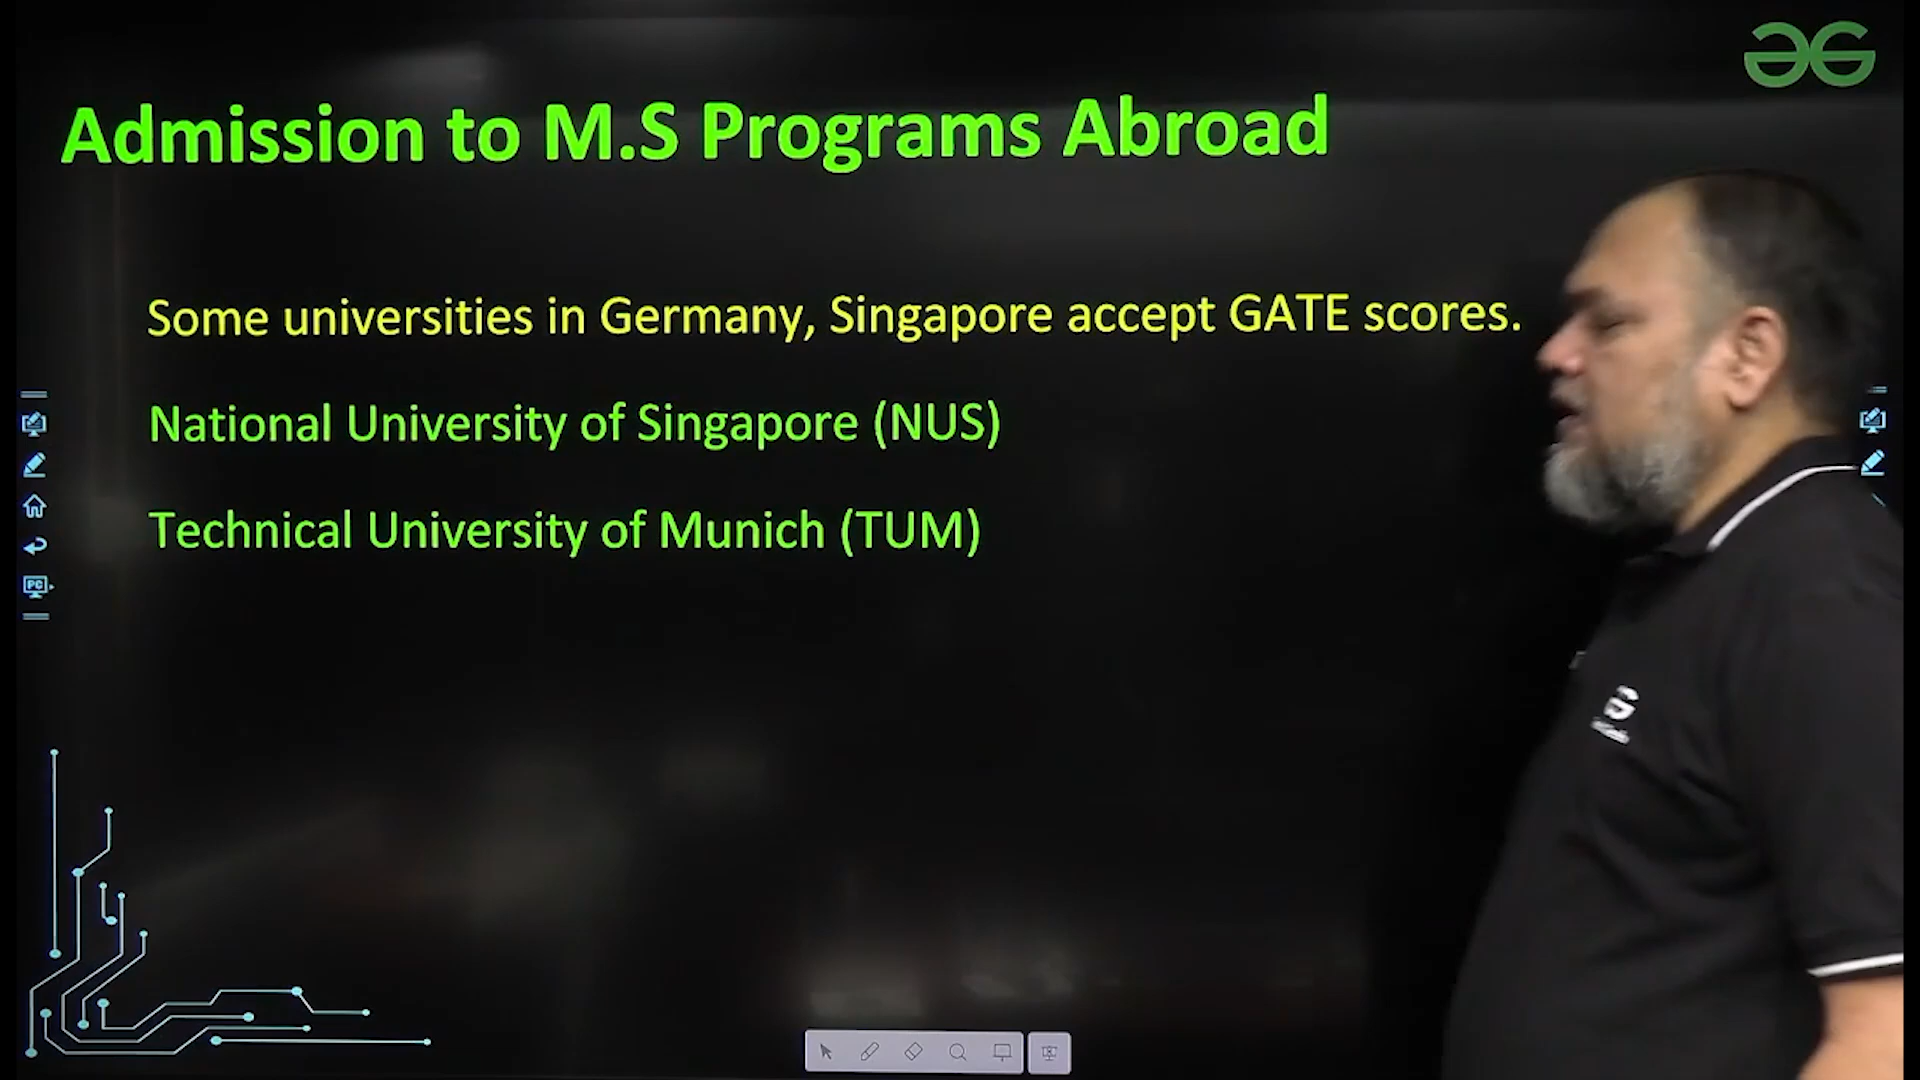 Admission to M.S Programs Abroad
Some universities in Germany, Singapore accept GATE scores.
National University of Singapore (NUS)
Technical University of Munich (TUM)
PC